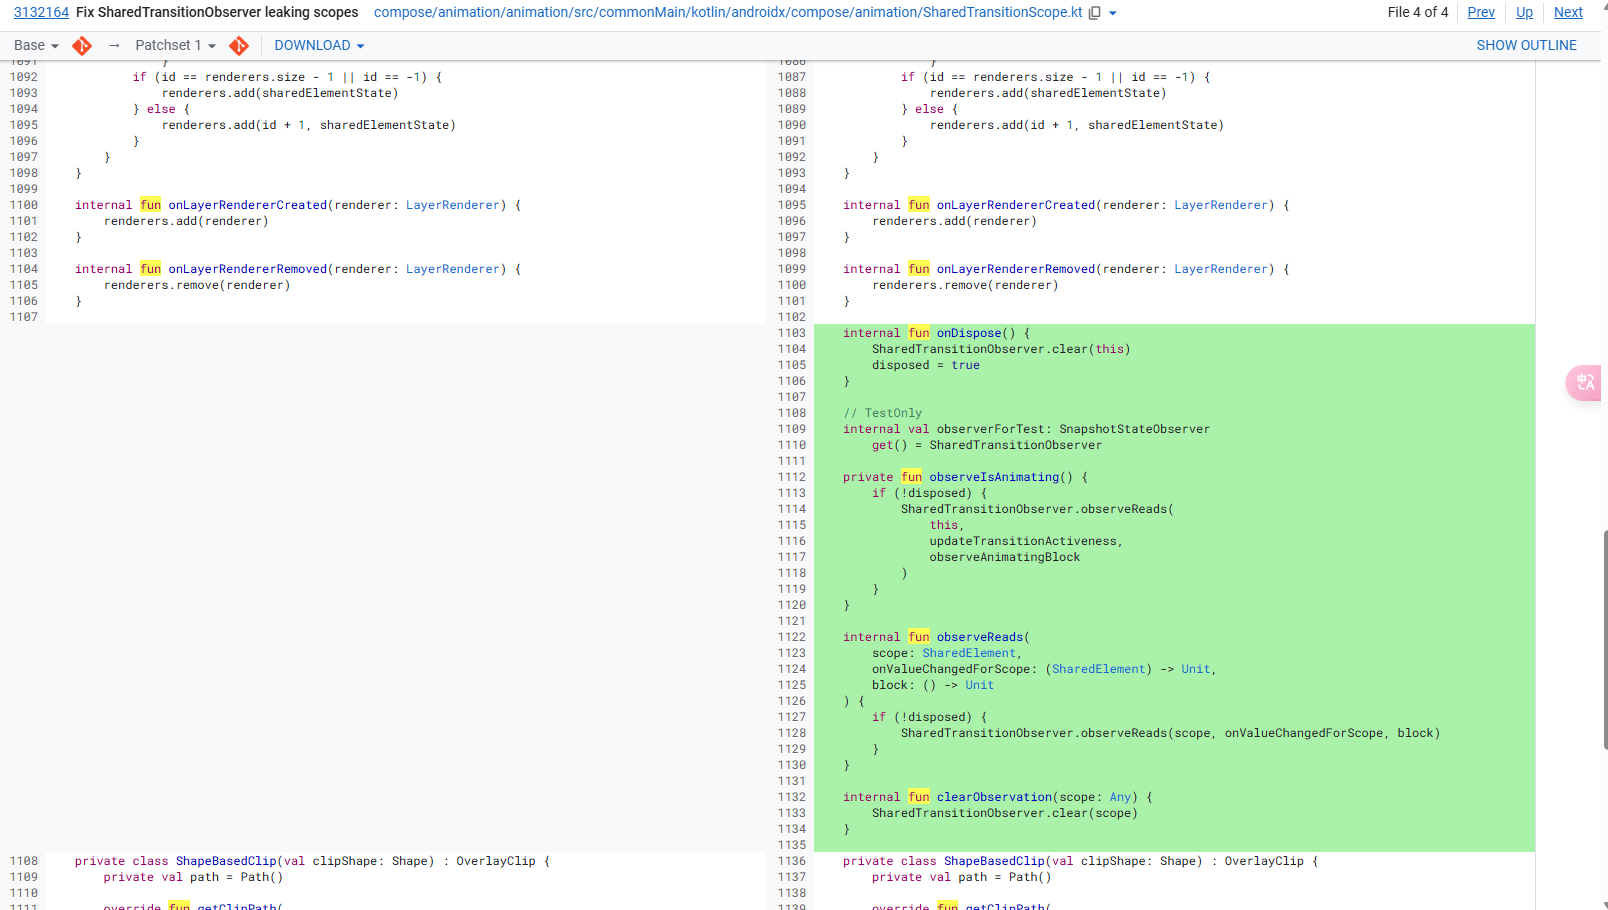 3132164 Fix SharedTransitionObserver leaking scopes compose/animation/animation/src/commonMain/kotlin/androidx/compose/animation/SharedTransitionScope.kt File 4 of 4 Prev Up Next
Base → Patchset 1 DOWNLOAD SHOW OUTLINE
1091 }
1092 if (id == renderers.size - 1 || id == -1) {
1093 renderers.add(sharedElementState)
1094 } else {
1095 renderers.add(id + 1, sharedElementState)
1096 }
1097 }
1098 }
1099
1100 internal fun onLayerRendererCreated(renderer: LayerRenderer) {
1101 renderers.add(renderer)
1102 }
1103
1104 internal fun onLayerRendererRemoved(renderer: LayerRenderer) {
1105 renderers.remove(renderer)
1106 }
1107
1108 private class ShapeBasedClip(val clipShape: Shape) : OverlayClip {
1109 private val path = Path()
1110
1111 override fun getClipPath(
1086 }
1087 if (id == renderers.size - 1 || id == -1) {
1088 renderers.add(sharedElementState)
1089 } else {
1090 renderers.add(id + 1, sharedElementState)
1091 }
1092 }
1093 }
1094
1095 internal fun onLayerRendererCreated(renderer: LayerRenderer) {
1096 renderers.add(renderer)
1097 }
1098
1099 internal fun onLayerRendererRemoved(renderer: LayerRenderer) {
1100 renderers.remove(renderer)
1101 }
1102
1103 internal fun onDispose() {
1104 SharedTransitionObserver.clear(this)
1105 disposed = true
1106 }
1107
1108 // TestOnly
1109 internal val observerForTest: SnapshotStateObserver
1110 get() = SharedTransitionObserver
1111
1112 private fun observeIsAnimating() {
1113 if (!disposed) {
1114 SharedTransitionObserver.observeReads(
1115 this,
1116 updateTransitionActiveness,
1117 observeAnimatingBlock
1118 )
1119 }
1120 }
1121
1122 internal fun observeReads(
1123 scope: SharedElement,
1124 onValueChangedForScope: (SharedElement) -> Unit,
1125 block: () -> Unit
1126 ) {
1127 if (!disposed) {
1128 SharedTransitionObserver.observeReads(scope, onValueChangedForScope, block)
1129 }
1130 }
1131
1132 internal fun clearObservation(scope: Any) {
1133 SharedTransitionObserver.clear(scope)
1134 }
1135
1136 private class ShapeBasedClip(val clipShape: Shape) : OverlayClip {
1137 private val path = Path()
1138
1139 override fun getClipPath(